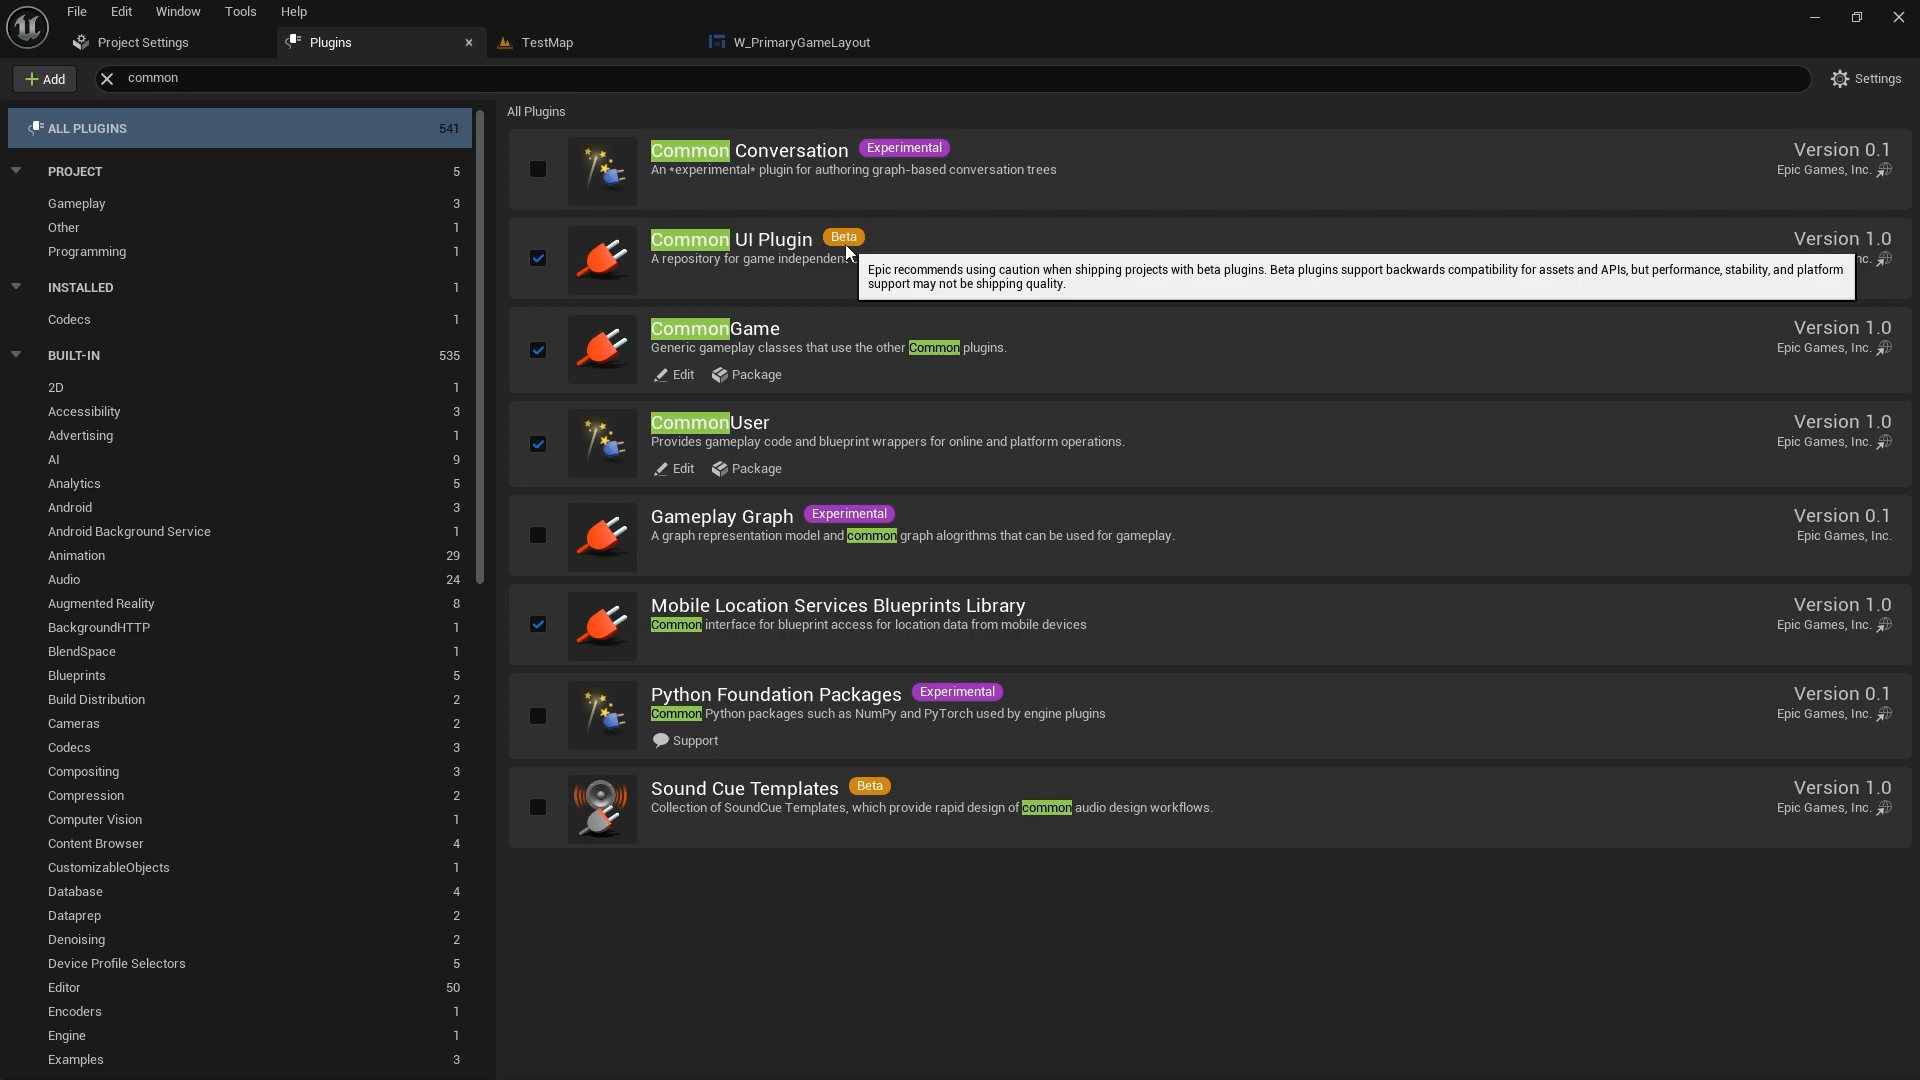 File Edit Window Tools Help
Project Settings
Plugins
TestMap
W_PrimaryGameLayout
Add
common
Settings
ALL PLUGINS 541
PROJECT 5
Gameplay 3
Other 1
Programming 1
INSTALLED 1
Codecs 1
BUILT-IN 535
2D 1
Accessibility 3
Advertising 1
AI 9
Analytics 5
Android 3
Android Background Service 1
Animation 29
Audio 24
Augmented Reality 8
BackgroundHTTP 1
BlendSpace 1
Blueprints 5
Build Distribution 2
Cameras 2
Codecs 3
Compositing 3
Compression 2
Computer Vision 1
Content Browser 4
CustomizableObjects 1
Database 4
Dataprep 2
Denoising 2
Device Profile Selectors 5
Editor 50
Encoders 1
Engine 1
Examples 3
All Plugins
Common Conversation Experimental Version 0.1
An *experimental* plugin for authoring graph-based conversation trees Epic Games, Inc.
Common UI Plugin Beta Version 1.0
A repository for game independent nc.
Epic recommends using caution when shipping projects with beta plugins. Beta plugins support backwards compatibility for assets and APIs, but performance, stability, and platform
support may not be shipping quality.
CommonGame Version 1.0
Generic gameplay classes that use the other Common plugins. Epic Games, Inc.
Edit Package
CommonUser Version 1.0
Provides gameplay code and blueprint wrappers for online and platform operations. Epic Games, Inc.
Edit Package
Gameplay Graph Experimental Version 0.1
A graph representation model and common graph alogrithms that can be used for gameplay. Epic Games, Inc.
Mobile Location Services Blueprints Library Version 1.0
Common interface for blueprint access for location data from mobile devices Epic Games, Inc.
Python Foundation Packages Experimental Version 0.1
Common Python packages such as NumPy and PyTorch used by engine plugins Epic Games, Inc.
Support
Sound Cue Templates Beta Version 1.0
Collection of SoundCue Templates, which provide rapid design of common audio design workflows. Epic Games, Inc.